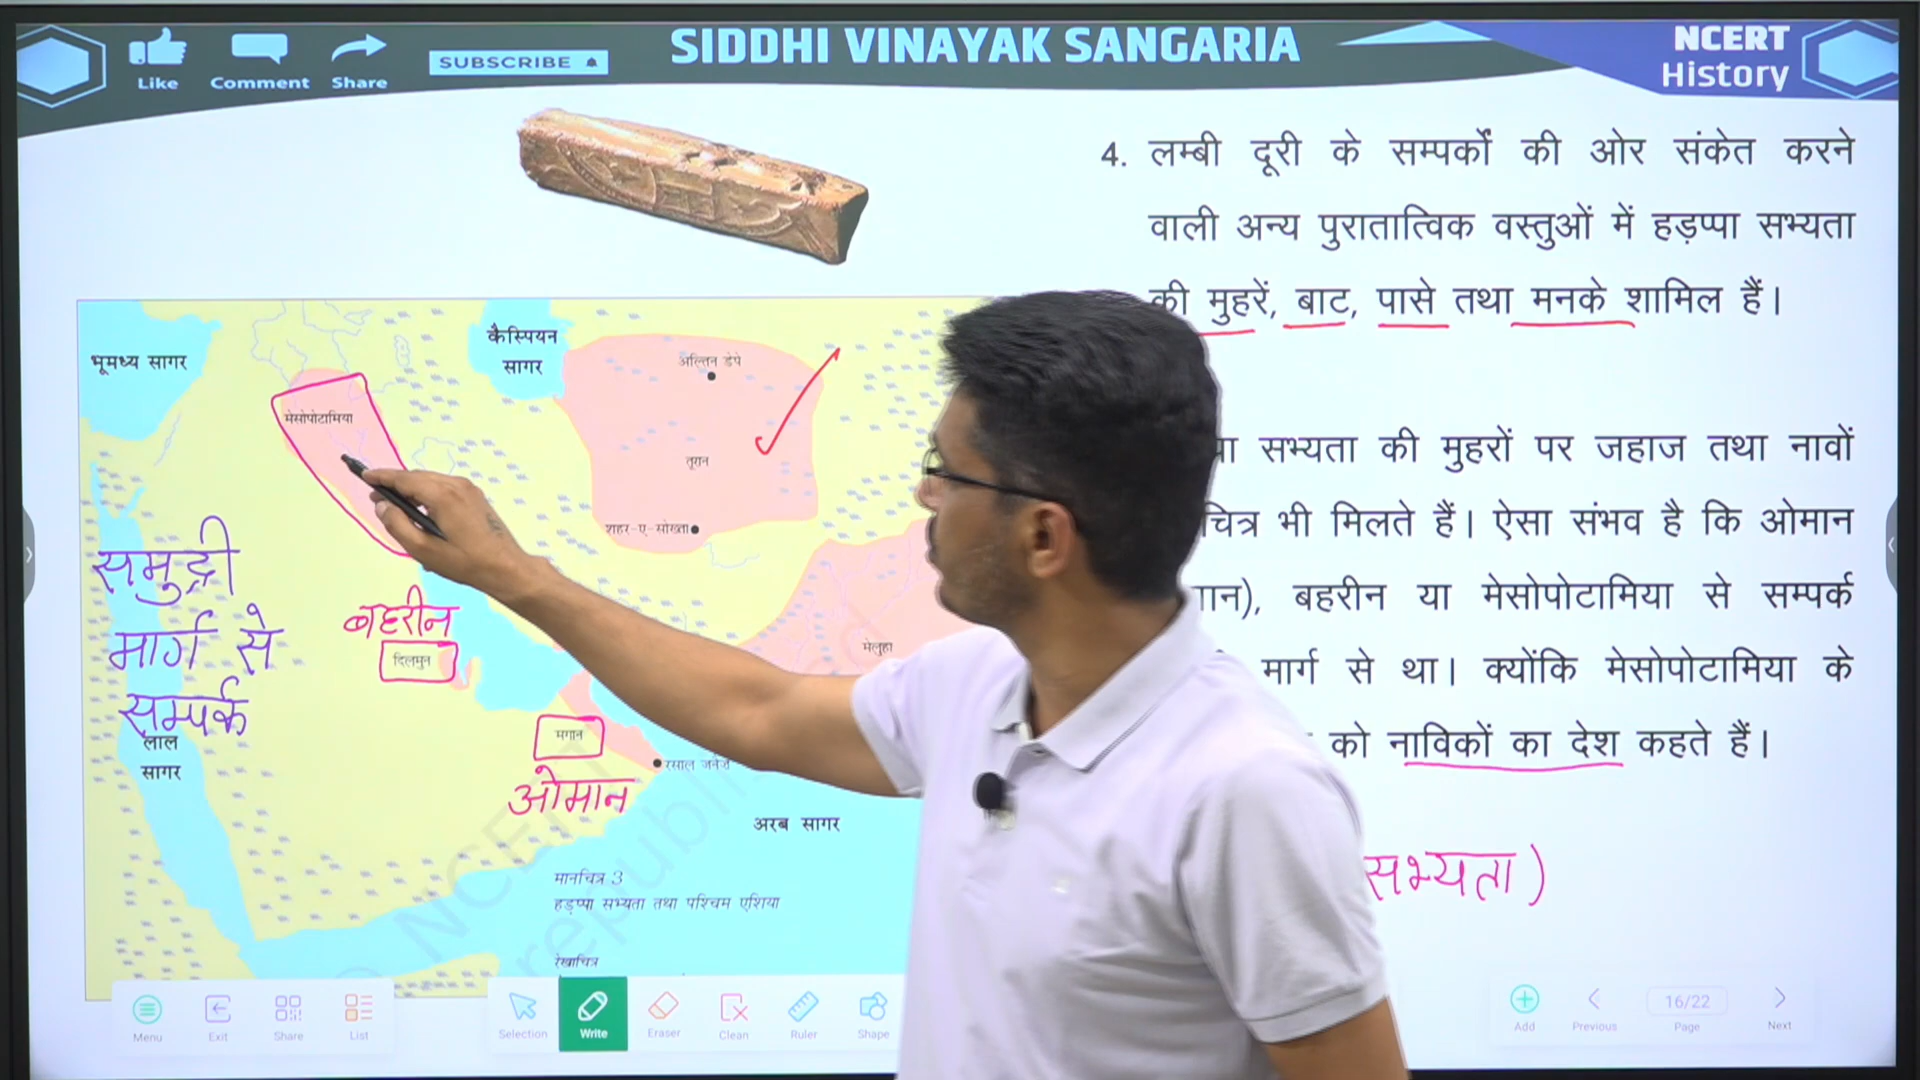 SIDDHI VINAYAK SANGARIA
NCERT
History
Like
Comment
Share
SUBSCRIBE
4. लम्बी दूरी के सम्पर्कों की ओर संकेत करने
वाली अन्य पुरातात्विक वस्तुओं में हड़प्पा सभ्यता
की मुहरें, बाट, पासे तथा मनके शामिल हैं।
सभ्यता की मुहरों पर जहाज तथा नावों
चित्र भी मिलते हैं। ऐसा संभव है कि ओमान
बहरीन या मेसोपोटामिया से सम्पर्क
मार्ग से था। क्योंकि मेसोपोटामिया के
को नाविकों का देश कहते हैं।
सभ्यता)
भूमध्य सागर
कैस्पियन
सागर
अल्तिन डेपे
मेसोपोटामिया
तूरान
शहर-ए-सोख्ता
समुद्री
मार्ग से
सम्पर्क
बहरीन
दिलमुन
मेलुहा
लाल
सागर
मगान
रसाल जनैज
ओमान
अरब सागर
मानचित्र 3
हड़प्पा सभ्यता तथा पश्चिम एशिया
रेखाचित्र
NCERT
republished
Menu
Exit
Share
List
Selection
Write
Eraser
Clean
Ruler
Shape
Add
Previous
16/22
Page
Next